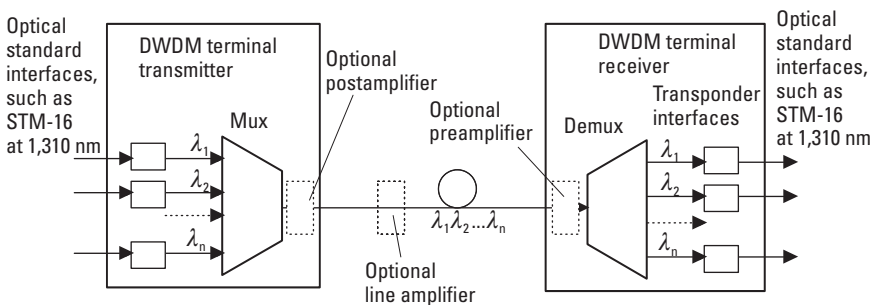 Optical
standard
interfaces,
such as
STM-16
at 1,310 nm
DWDM terminal
transmitter
Mux
λ1
λ2
λn
Optional
postamplifier
Optional
line amplifier
λ1λ2...λn
Optional
preamplifier
DWDM terminal
receiver
Demux
Transponder
interfaces
λ1
λ2
λn
Optical
standard
interfaces,
such as
STM-16
at 1,310 nm